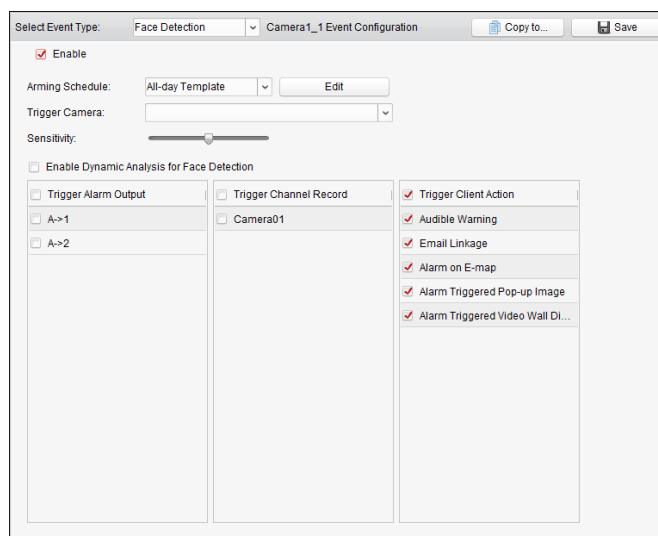 Select Event Type: Face Detection Camera1_1 Event Configuration Copy to... Save
Enable
Arming Schedule: All-day Template Edit
Trigger Camera:
Sensitivity:
Enable Dynamic Analysis for Face Detection
Trigger Alarm Output Trigger Channel Record Trigger Client Action
A->1 Camera01 Audible Warning
A->2 Email Linkage
Alarm on E-map
Alarm Triggered Pop-up Image
Alarm Triggered Video Wall Di...